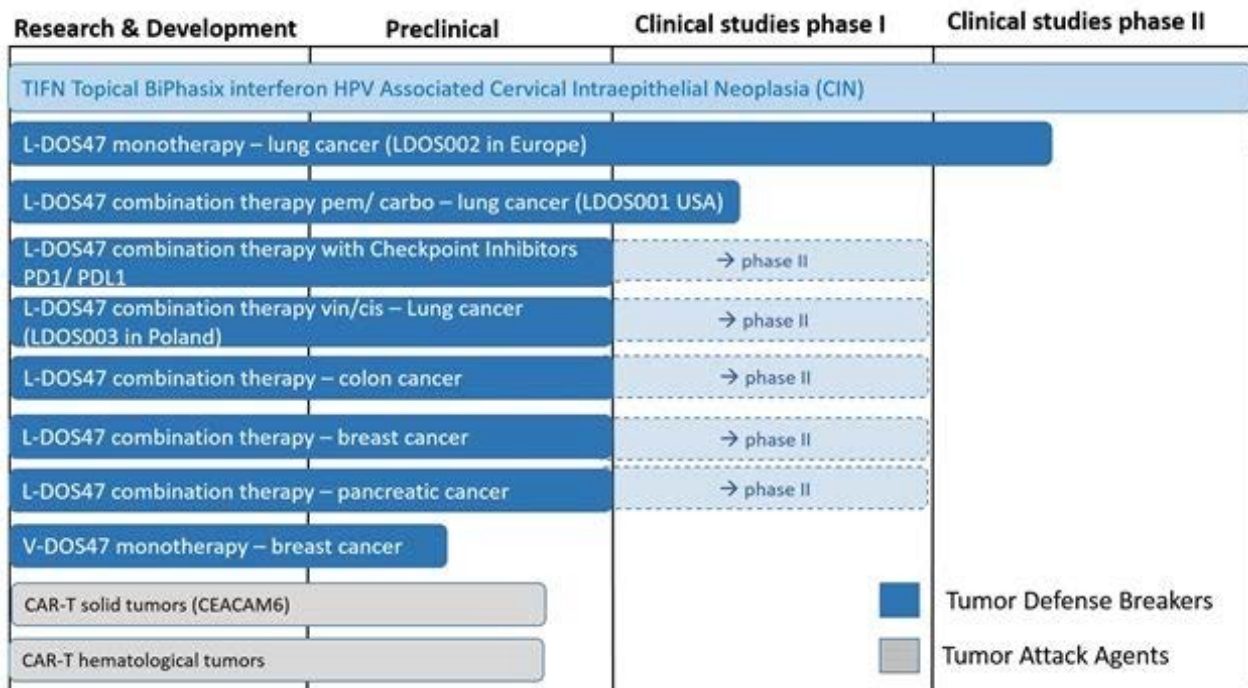 Research & Development
Preclinical
Clinical studies phase I
Clinical studies phase II
TIFN Topical BiPhasix interferon HPV Associated Cervical Intraepithelial Neoplasia (CIN)
L-DOS47 monotherapy – lung cancer (LDOS002 in Europe)
L-DOS47 combination therapy pem/ carbo – lung cancer (LDOS001 USA)
L-DOS47 combination therapy with Checkpoint Inhibitors
PD1/ PDL1
→ phase II
L-DOS47 combination therapy vin/cis – Lung cancer
(LDOS003 in Poland)
→ phase II
L-DOS47 combination therapy – colon cancer
→ phase II
L-DOS47 combination therapy – breast cancer
→ phase II
L-DOS47 combination therapy – pancreatic cancer
→ phase II
V-DOS47 monotherapy – breast cancer
CAR-T solid tumors (CEACAM6)
CAR-T hematological tumors
Tumor Defense Breakers
Tumor Attack Agents